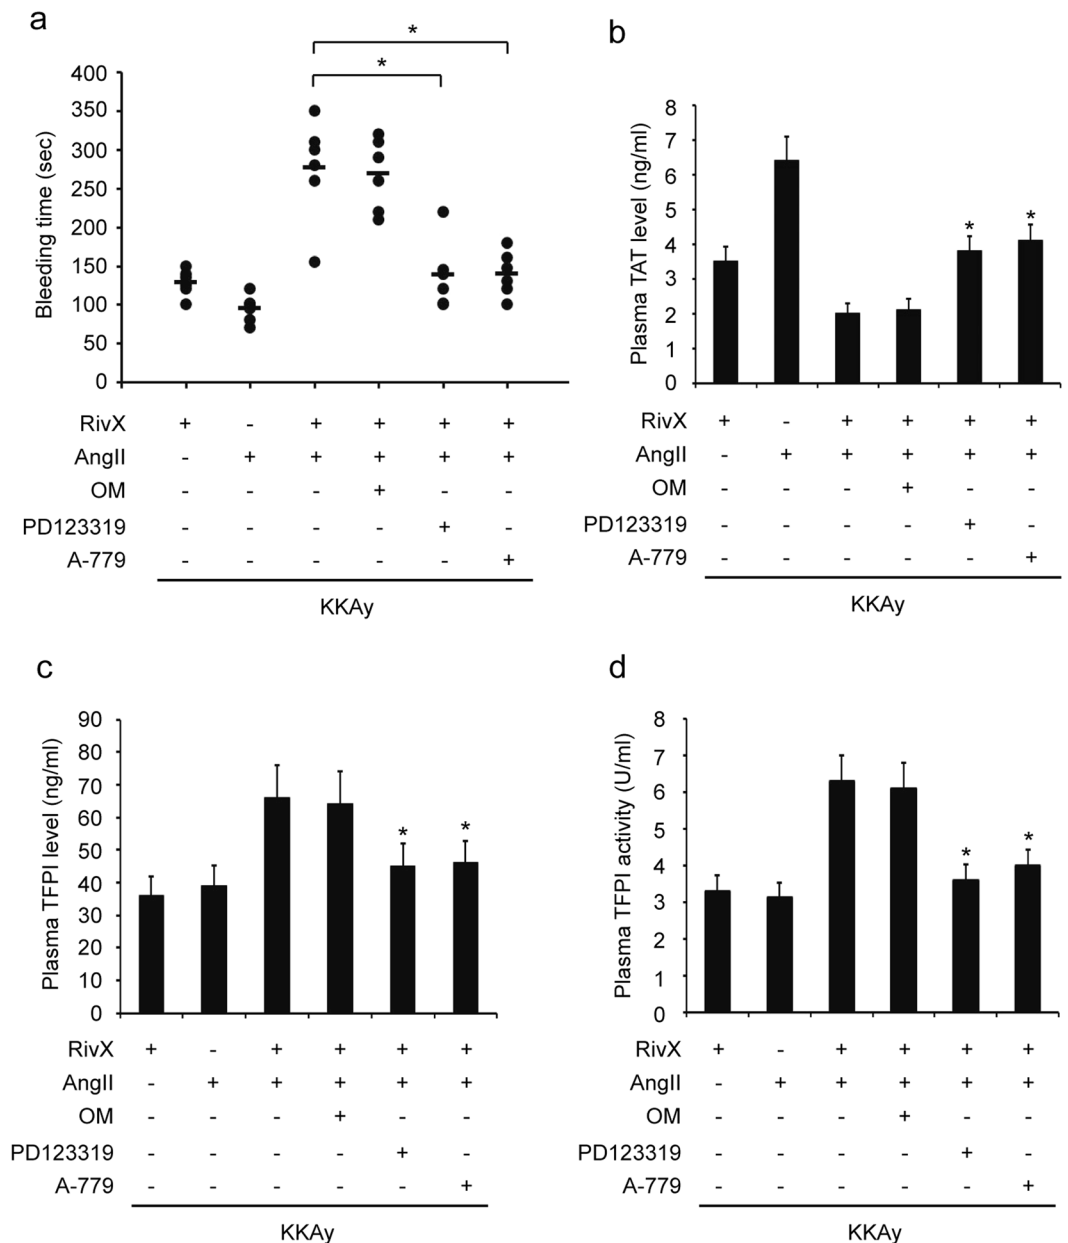 a
*
*
400
350
300
250
200
150
100
50
0
Bleeding time (sec)
RivX + - + + + +
AngII - + + + + +
OM - - - + - -
PD123319 - - - - + -
A-779 - - - - - +
KKAy
b
8
7
6
5
4
3
2
1
0
Plasma TAT level (ng/ml)
* *
RivX + - + + + +
AngII - + + + + +
OM - - - + - -
PD123319 - - - - + -
A-779 - - - - - +
KKAy
c
90
80
70
60
50
40
30
20
10
0
Plasma TFPI level (ng/ml)
* *
RivX + - + + + +
AngII - + + + + +
OM - - - + - -
PD123319 - - - - + -
A-779 - - - - - +
KKAy
d
8
7
6
5
4
3
2
1
0
Plasma TFPI activity (U/ml)
* *
RivX + - + + + +
AngII - + + + + +
OM - - - + - -
PD123319 - - - - + -
A-779 - - - - - +
KKAy